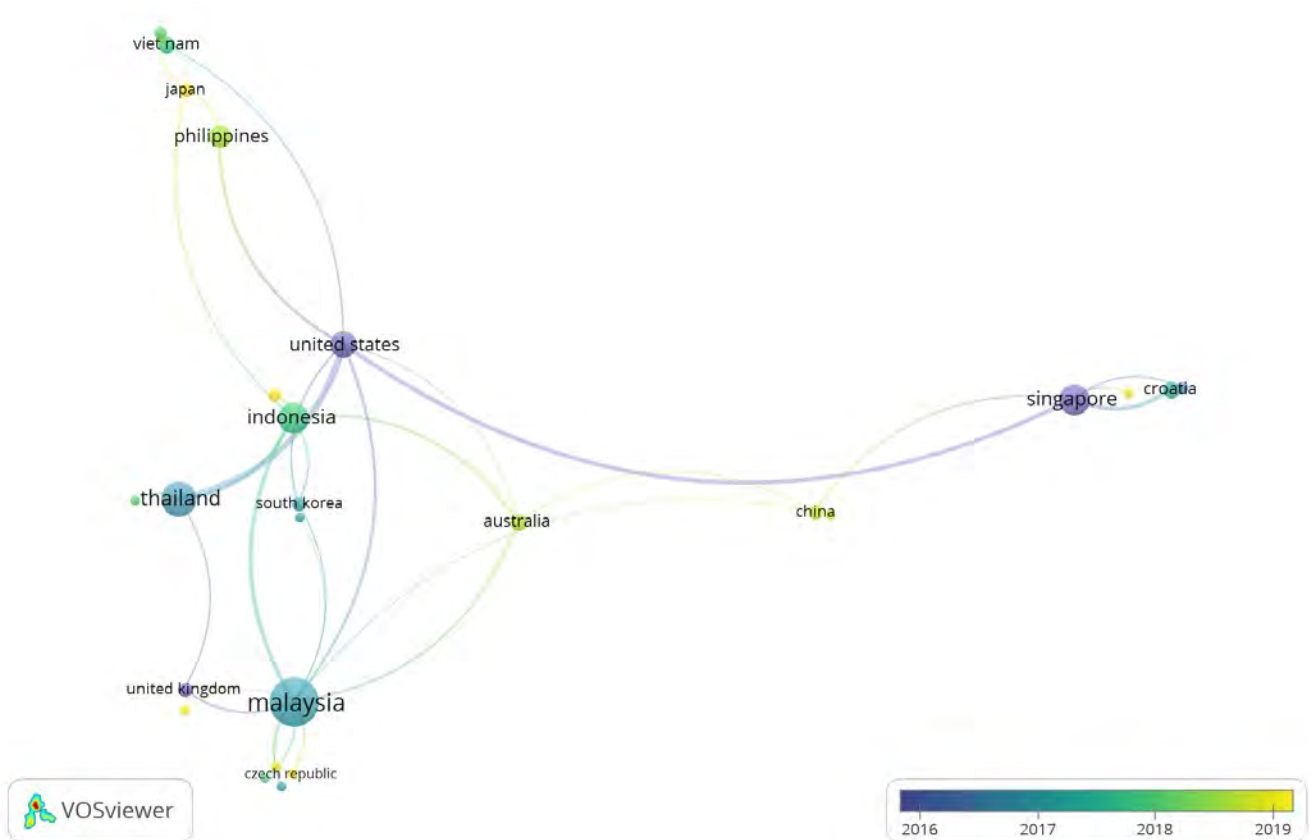 viet nam
japan
philippines
united states
indonesia
singapore
croatia
thailand
south korea
australia
china
united kingdom
malaysia
czech republic
VOSviewer
2016 2017 2018 2019